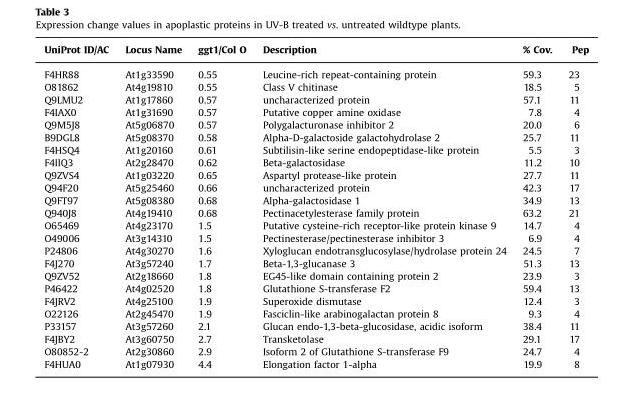 Table 3
Expression change values in apoplastic proteins in UV-B treated vs. untreated wildtype plants.
UniProt ID/AC Locus Name ggt1/Col O Description % Cov. Pep
F4HR88 At1g33590 0.55 Leucine-rich repeat-containing protein 59.3 23
O81862 At4g19810 0.55 Class V chitinase 18.5 5
Q9LMU2 At1g17860 0.57 uncharacterized protein 57.1 11
F4IAX0 At1g31690 0.57 Putative copper amine oxidase 7.8 4
Q9M5J8 At5g06870 0.57 Polygalacturonase inhibitor 2 20.0 6
B9DGL8 At5g08370 0.58 Alpha-D-galactoside galactohydrolase 2 25.7 11
F4HSQ4 At1g20160 0.61 Subtilisin-like serine endopeptidase-like protein 5.5 3
F4IIQ3 At2g28470 0.62 Beta-galactosidase 11.2 10
Q9ZVS4 At1g03220 0.65 Aspartyl protease-like protein 27.7 11
Q94F20 At5g25460 0.66 uncharacterized protein 42.3 17
Q9FT97 At5g08380 0.68 Alpha-galactosidase 1 34.9 13
Q940J8 At4g19410 0.68 Pectinacetylesterase family protein 63.2 21
O65469 At4g23170 1.5 Putative cysteine-rich receptor-like protein kinase 9 14.7 4
O49006 At3g14310 1.5 Pectinesterase/pectinesterase inhibitor 3 6.9 4
P24806 At4g30270 1.6 Xyloglucan endotransglucosylase/hydrolase protein 24 24.5 7
F4J270 At3g57240 1.7 Beta-1,3-glucanase 3 51.3 13
Q9ZV52 At2g18660 1.8 EG45-like domain containing protein 2 23.9 3
P46422 At4g02520 1.8 Glutathione S-transferase F2 59.4 13
F4JRV2 At4g25100 1.9 Superoxide dismutase 12.4 3
O22126 At2g45470 1.9 Fasciclin-like arabinogalactan protein 8 9.3 4
P33157 At3g57260 2.1 Glucan endo-1,3-beta-glucosidase, acidic isoform 38.4 11
F4JBY2 At3g60750 2.7 Transketolase 29.1 17
O80852-2 At2g30860 2.9 Isoform 2 of Glutathione S-transferase F9 24.7 4
F4HUA0 At1g07930 4.4 Elongation factor 1-alpha 19.9 8